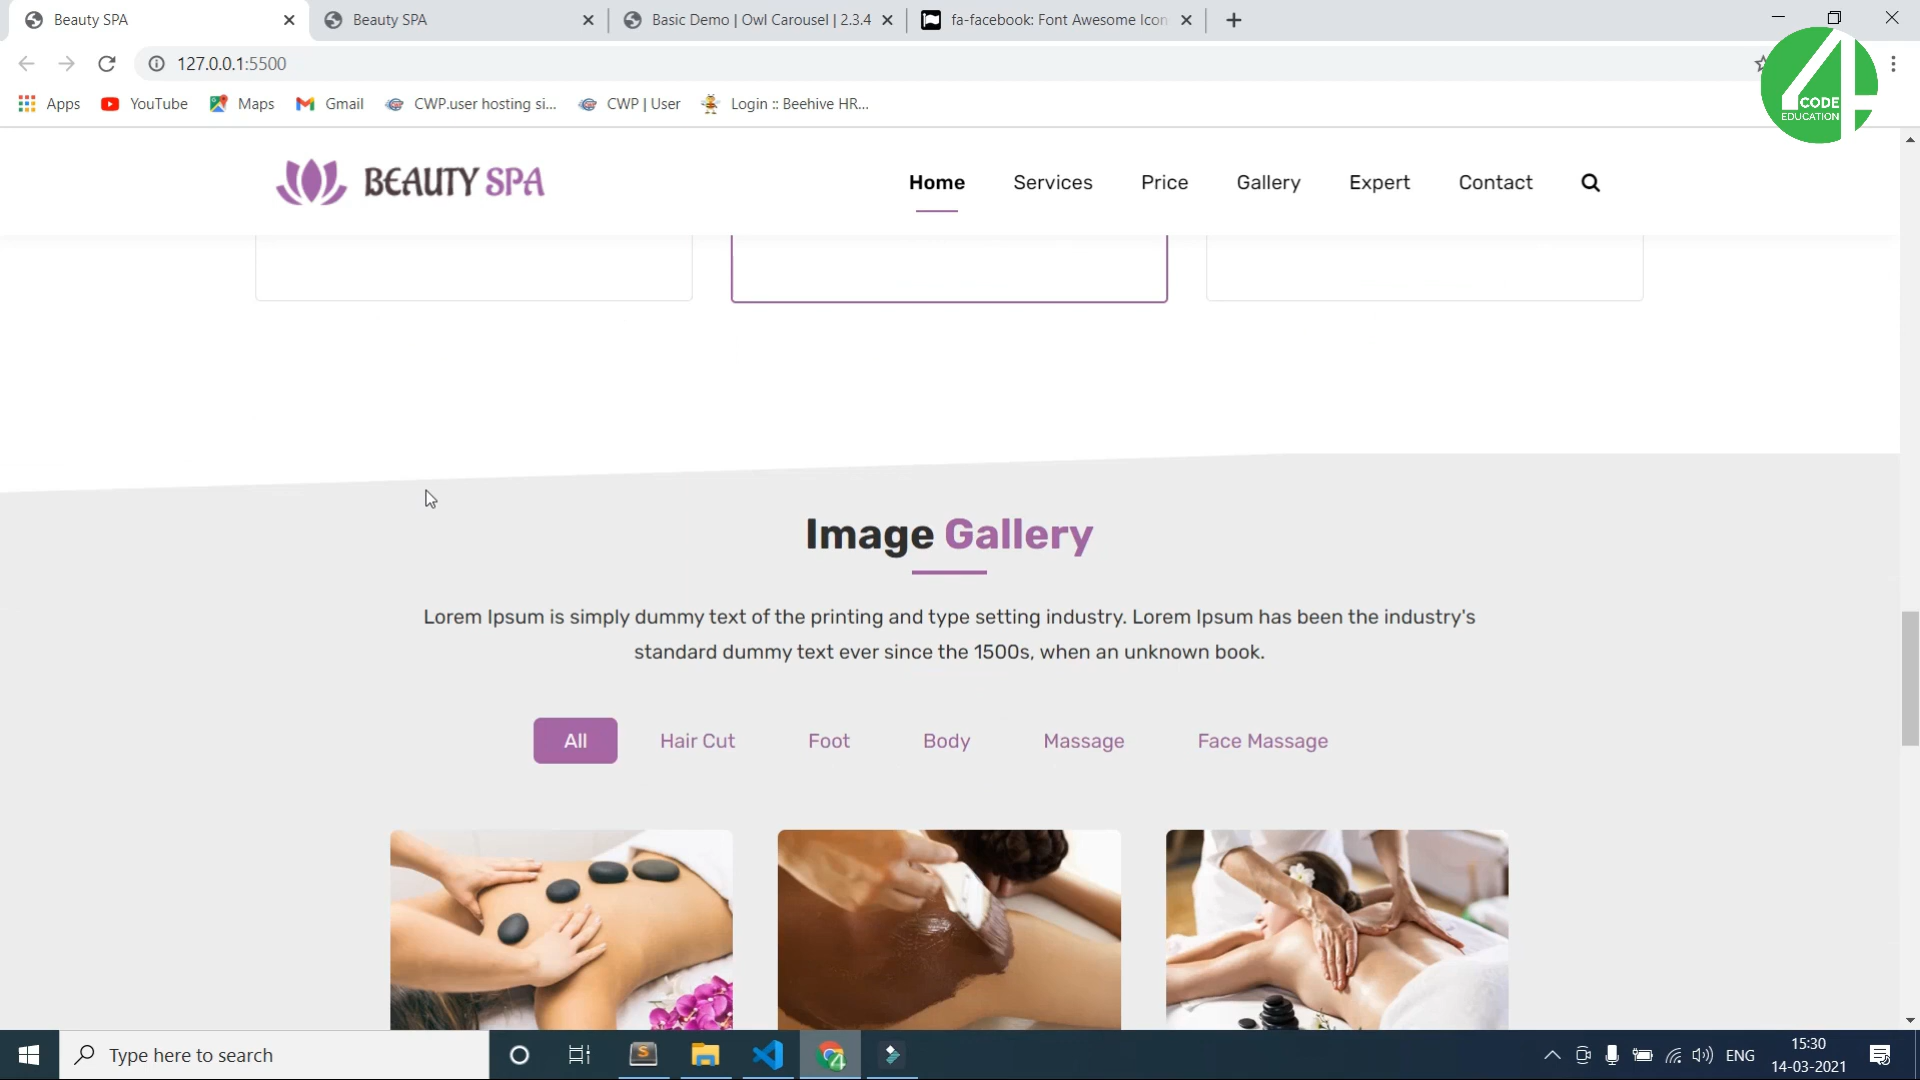 Beauty SPA
Beauty SPA
Basic Demo | Owl Carousel | 2.3.4
fa-facebook: Font Awesome Icon
127.0.0.1:5500
Apps
YouTube
Maps
Gmail
CWP.user hosting si...
CWP | User
Login :: Beehive HR...
4
CODE
EDUCATION
BEAUTY SPA
Home
Services
Price
Gallery
Expert
Contact
Image Gallery
Lorem Ipsum is simply dummy text of the printing and type setting industry. Lorem Ipsum has been the industry's
standard dummy text ever since the 1500s, when an unknown book.
All
Hair Cut
Foot
Body
Massage
Face Massage
Type here to search
ENG
15:30
14-03-2021